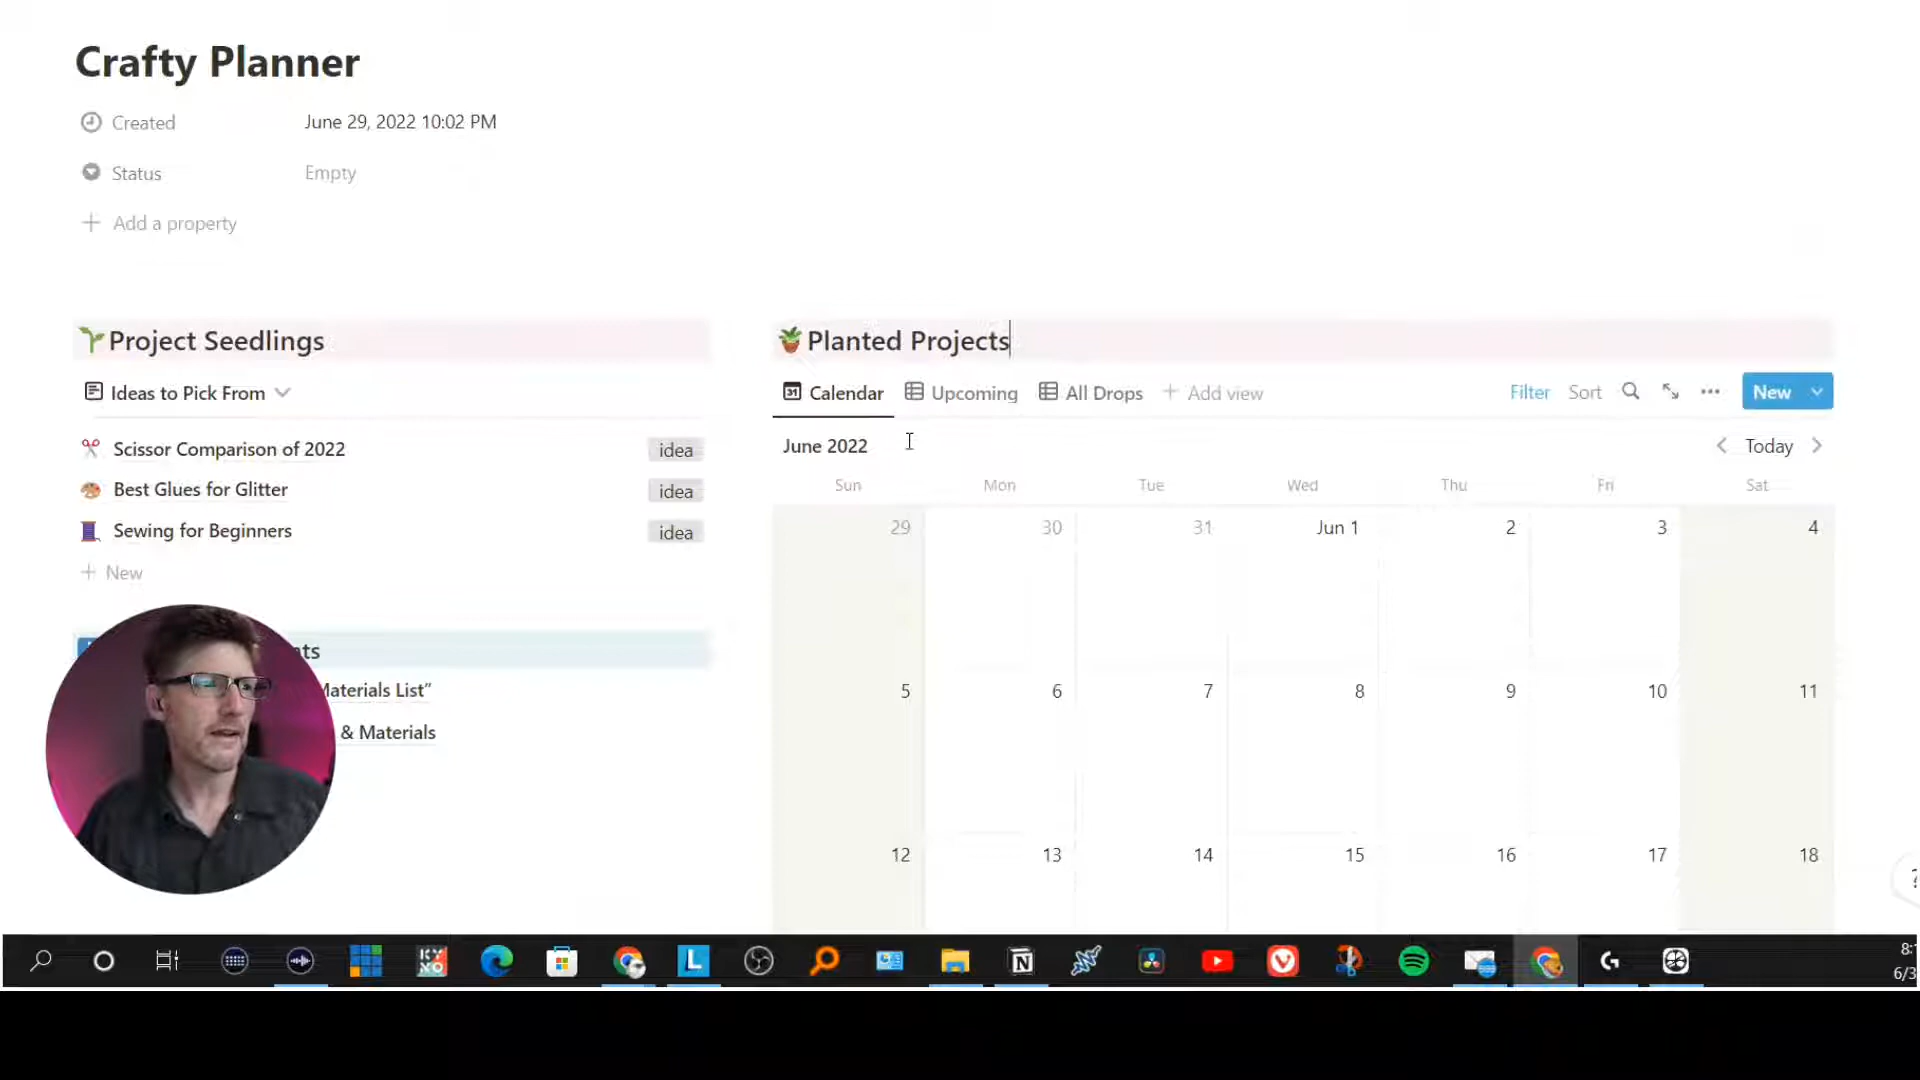 Crafty Planner
Created June 29, 2022 10:02 PM
Status Empty
Add a property
Project Seedlings
Ideas to Pick From
Scissor Comparison of 2022 idea
Best Glues for Glitter idea
Sewing for Beginners idea
New
Materials List”
& Materials
Planted Projects
Calendar Upcoming All Drops Add view Filter Sort New
June 2022 Today
Sun Mon Tue Wed Thu Fri Sat
29 30 31 Jun 1 2 3 4
5 6 7 8 9 10 11
12 13 14 15 16 17 18